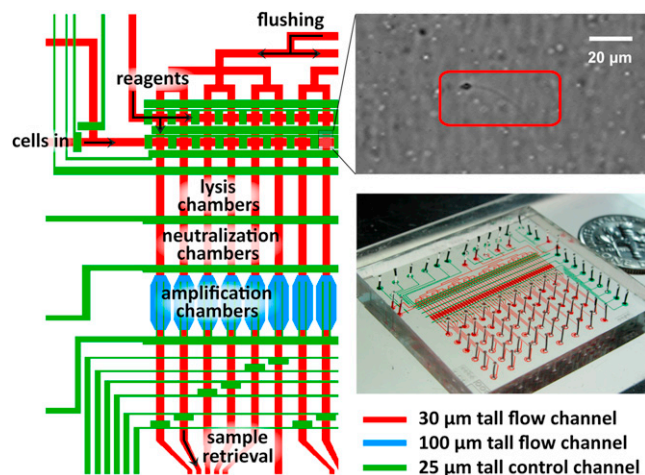 flushing
reagents
cells in
lysis
chambers
neutralization
chambers
amplification
chambers
sample
retrieval
20 µm
30 µm tall flow channel
100 µm tall flow channel
25 µm tall control channel